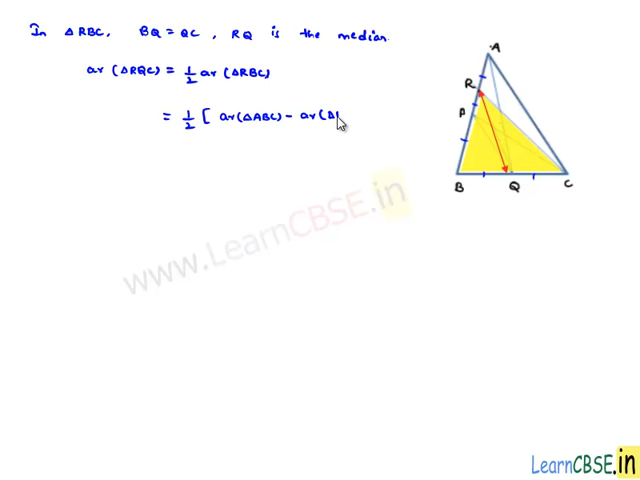 In ΔRBC, BQ = QC, RQ is the median.
ar (ΔRQC) = 1/2 ar (ΔRBC)
= 1/2 [ ar(ΔABC) – ar(Δ
A
R
P
B
Q
C
www.LearnCBSE.in
LearnCBSE.in